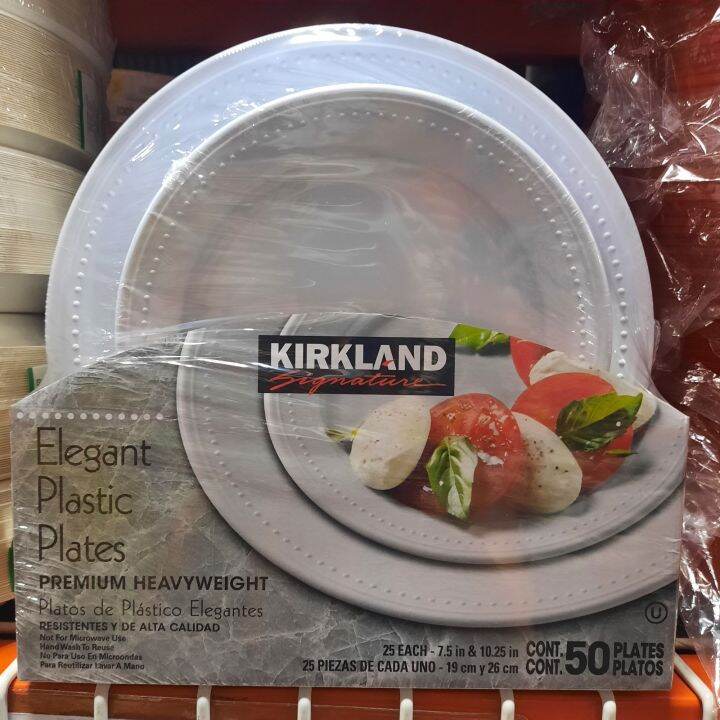 KIRKLAND
Signature
Elegant
Plastic
Plates
PREMIUM HEAVYWEIGHT
Platos de Plástico Elegantes
RESISTENTES Y DE ALTA CALIDAD
Not For Microwave Use
Hand Wash To Reuse
No Para Uso En Microondas
Para Reutilizar Lavar A Mano
25 EACH - 7.5 in & 10.25 in
25 PIEZAS DE CADA UNO - 19 cm y 26 cm
CONT. 50 PLATES
CONT. PLATOS
U